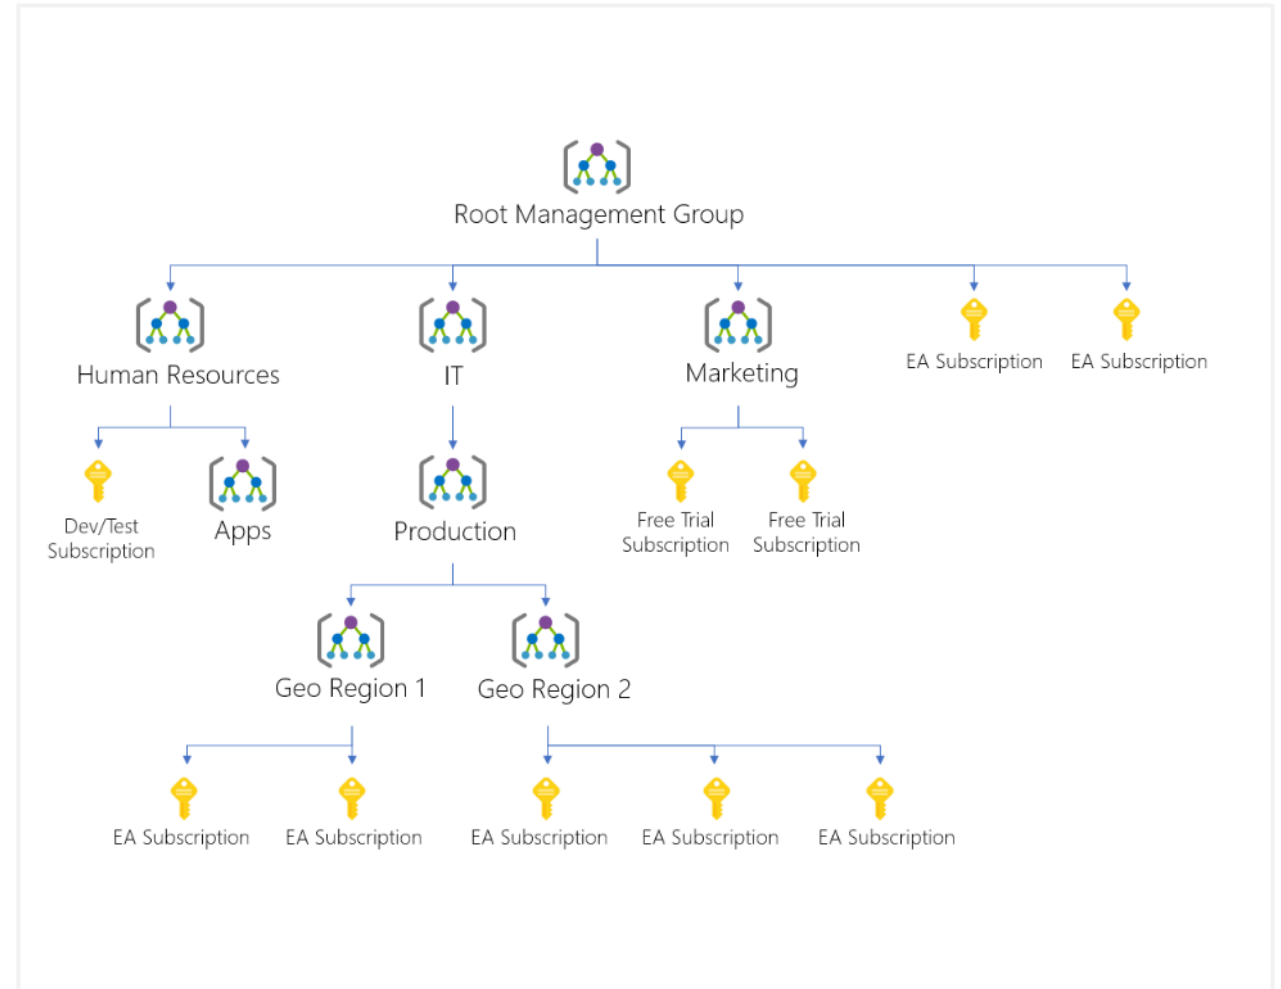 Root Management Group
Human Resources
IT
Marketing
EA Subscription
EA Subscription
Dev/Test
Subscription
Apps
Production
Free Trial
Subscription
Free Trial
Subscription
Geo Region 1
Geo Region 2
EA Subscription
EA Subscription
EA Subscription
EA Subscription
EA Subscription